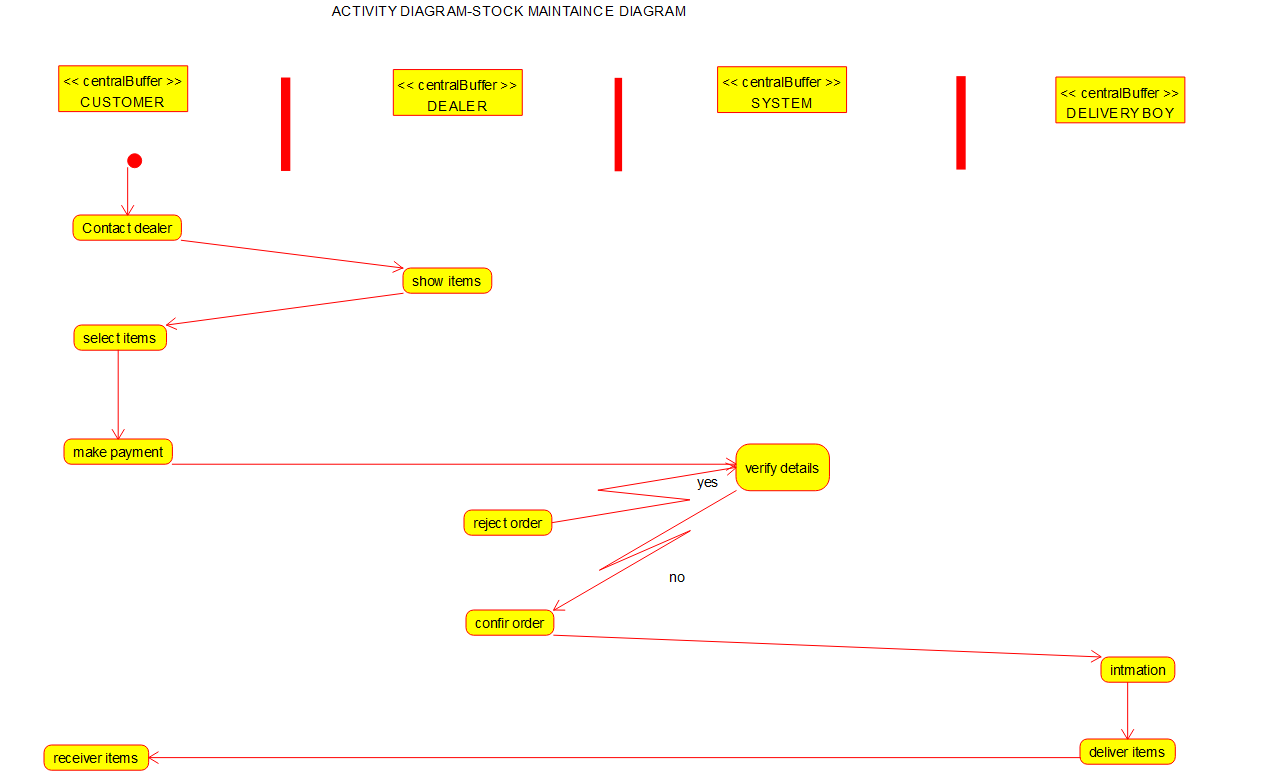 ACTIVITY DIAGRAM-STOCK MAINTAINCE DIAGRAM
<< centralBuffer >>
CUSTOMER
<< centralBuffer >>
DEALER
<< centralBuffer >>
SYSTEM
<< centralBuffer >>
DELIVERY BOY
Contact dealer
show items
select items
make payment
verify details
yes
reject order
no
confir order
intmation
deliver items
receiver items